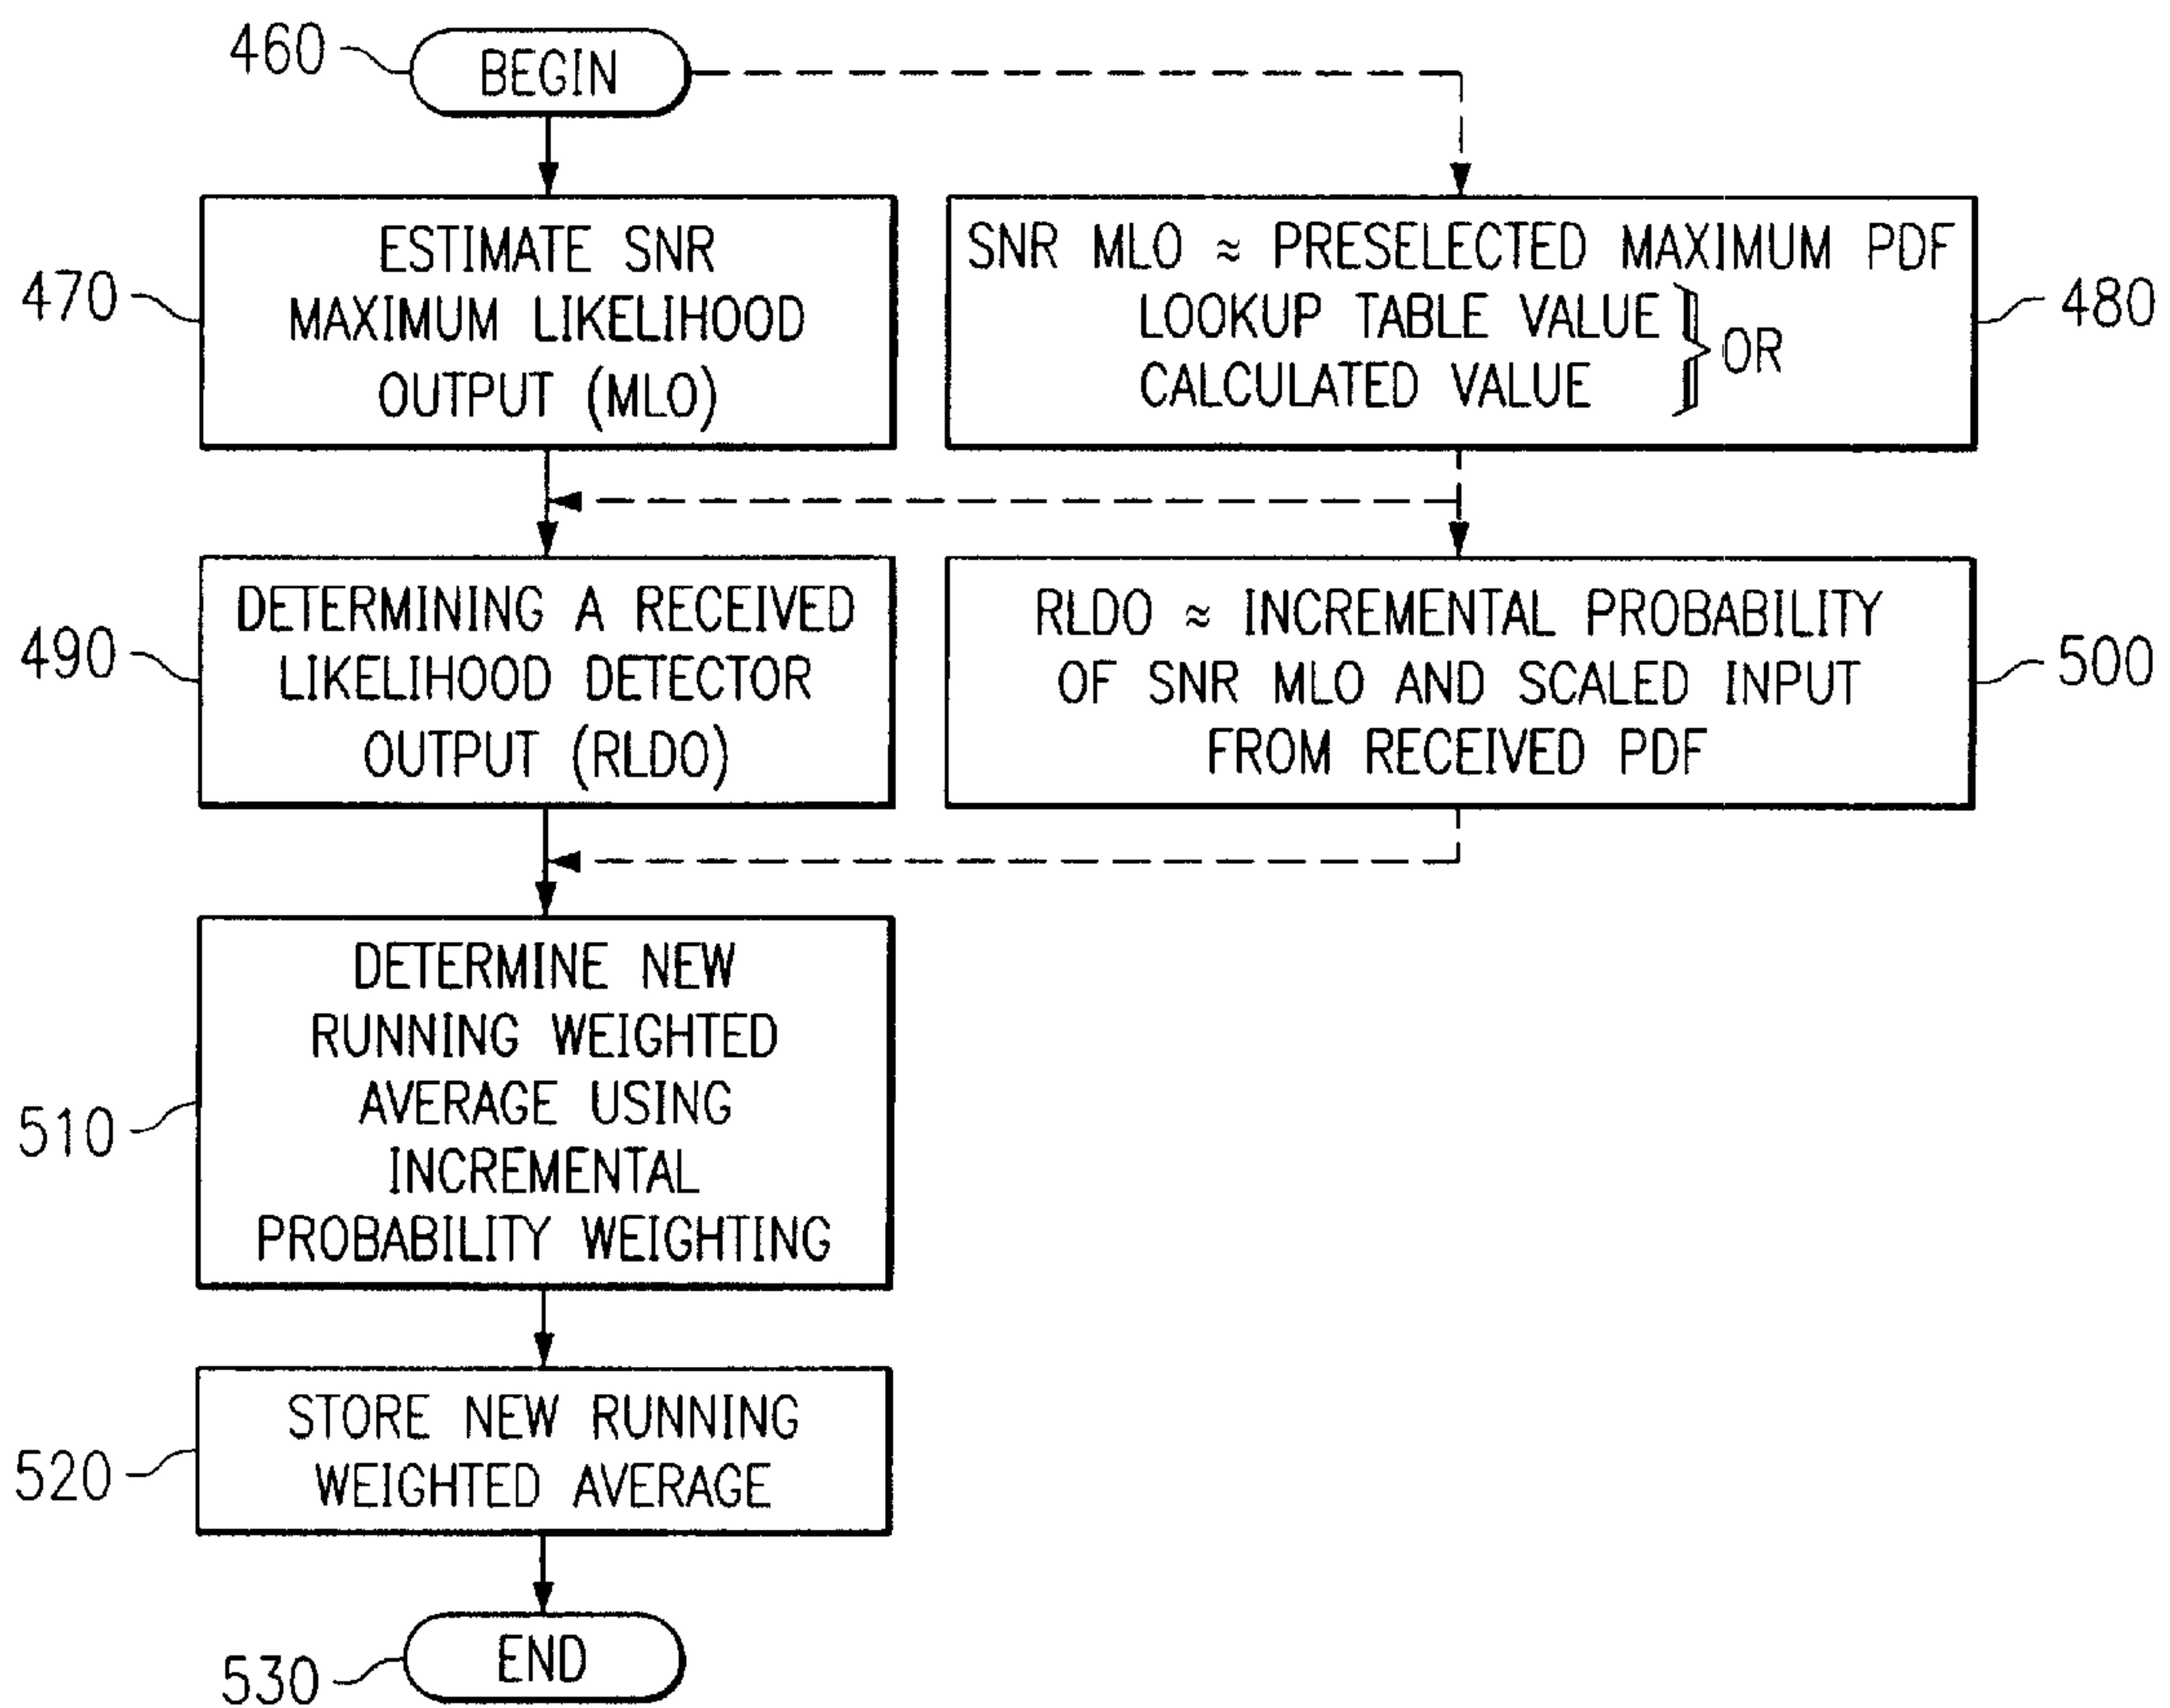 460
BEGIN
470
ESTIMATE SNR
MAXIMUM LIKELIHOOD
OUTPUT (MLO)
SNR MLO ≈ PRESELECTED MAXIMUM PDF
LOOKUP TABLE VALUE
CALCULATED VALUE
} OR
480
490
DETERMINING A RECEIVED
LIKELIHOOD DETECTOR
OUTPUT (RLDO)
RLDO ≈ INCREMENTAL PROBABILITY
OF SNR MLO AND SCALED INPUT
FROM RECEIVED PDF
500
510
DETERMINE NEW
RUNNING WEIGHTED
AVERAGE USING
INCREMENTAL
PROBABILITY WEIGHTING
520
STORE NEW RUNNING
WEIGHTED AVERAGE
530
END